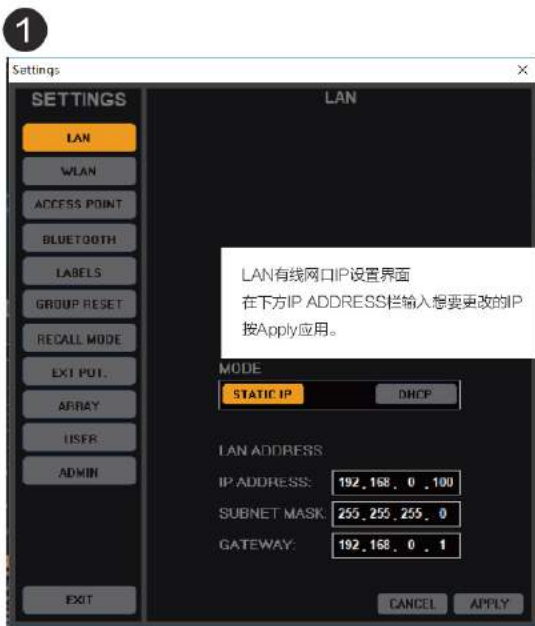 1
Settings
SETTINGS
LAN
WLAN
ACCESS POINT
BLUETOOTH
LABELS
GROUP RESET
RECALL MODE
EXT POT.
ARRAY
USER
ADMIN
EXIT
LAN
LAN有线网口IP设置界面
在下方IP ADDRESS栏输入想要更改的IP
按Apply应用。
MODE
STATIC IP DHCP
LAN ADDRESS
IP ADDRESS: 192.168. 0 .100
SUBNET MASK: 255.255.255. 0
GATEWAY: 192.168. 0 . 1
CANCEL APPLY